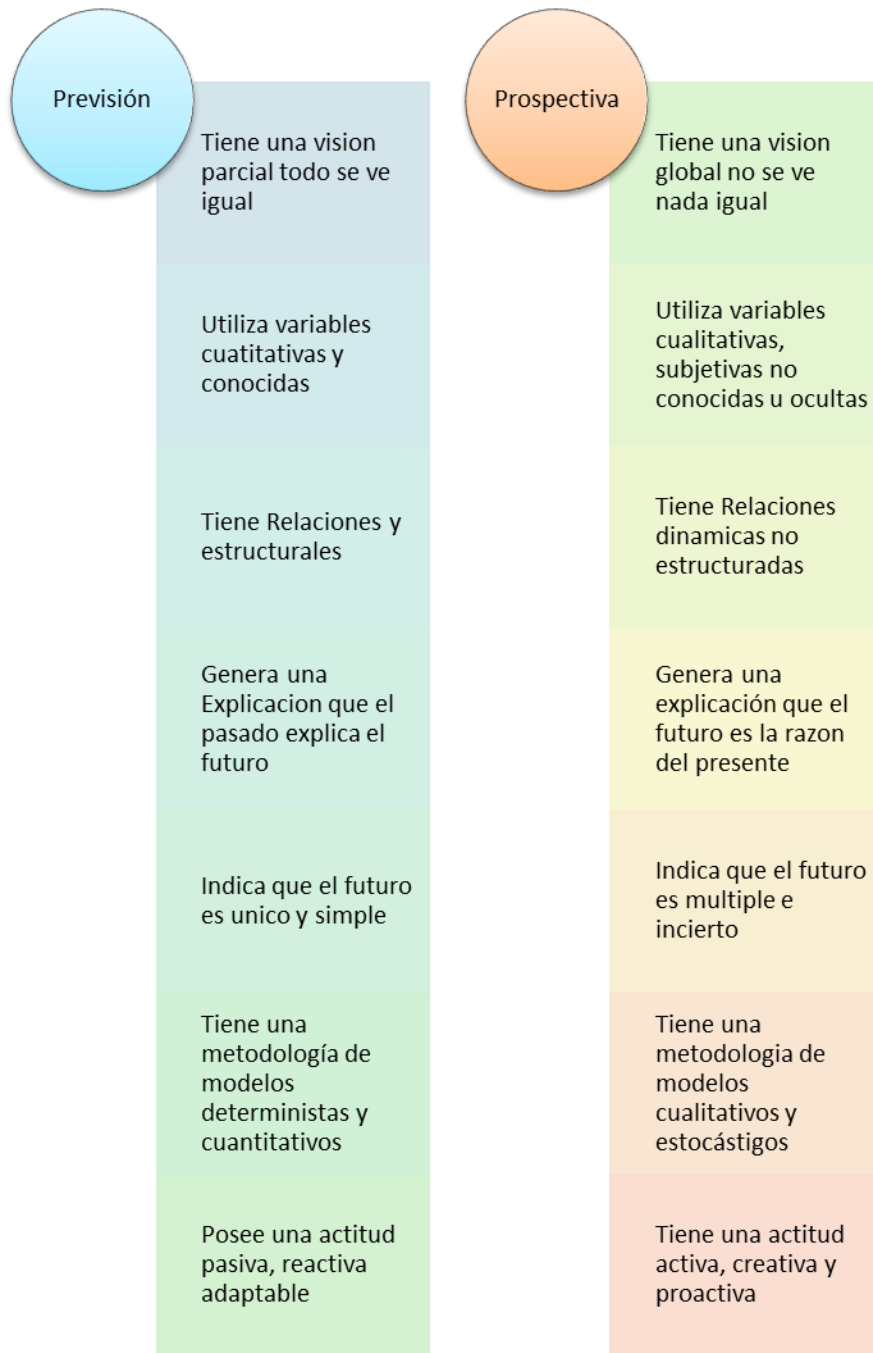 Previsión
Tiene una vision
parcial todo se ve
igual
Utiliza variables
cuatitativas y
conocidas
Tiene Relaciones y
estructurales
Genera una
Explicacion que el
pasado explica el
futuro
Indica que el futuro
es unico y simple
Tiene una
metodología de
modelos
deterministas y
cuantitativos
Posee una actitud
pasiva, reactiva
adaptable
Prospectiva
Tiene una vision
global no se ve
nada igual
Utiliza variables
cualitativas,
subjetivas no
conocidas u ocultas
Tiene Relaciones
dinamicas no
estructuradas
Genera una
explicación que el
futuro es la razon
del presente
Indica que el futuro
es multiple e
incierto
Tiene una
metodologia de
modelos
cualitativos y
estocástigos
Tiene una actitud
activa, creativa y
proactiva